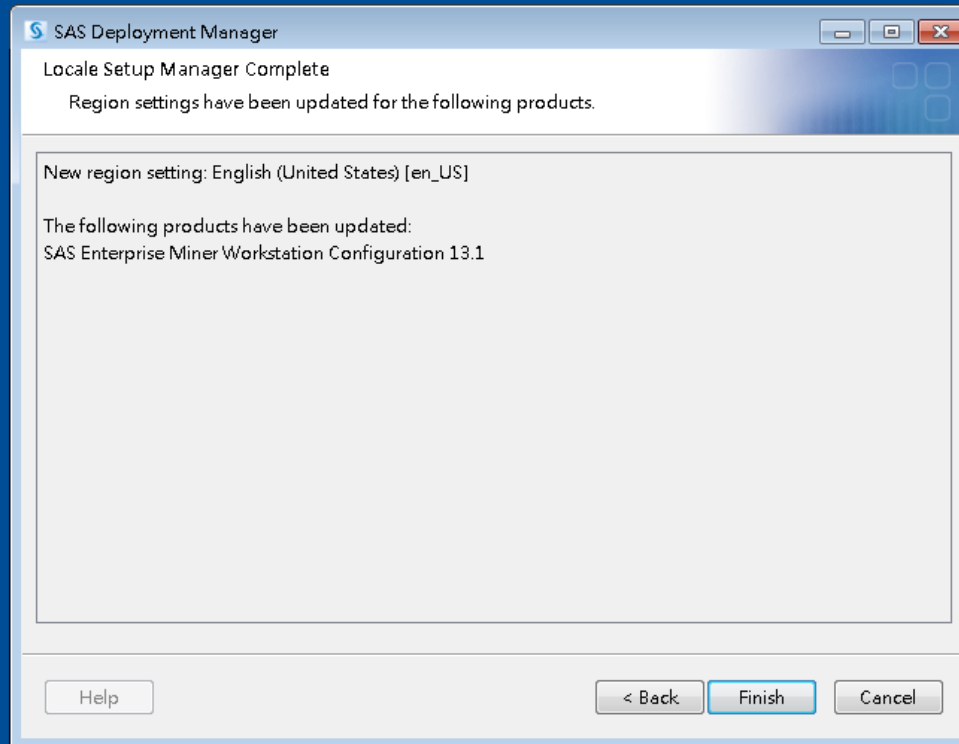 SAS Deployment Manager
Locale Setup Manager Complete
Region settings have been updated for the following products.
New region setting: English (United States) [en_US]
The following products have been updated:
SAS Enterprise Miner Workstation Configuration 13.1
Help
< Back
Finish
Cancel